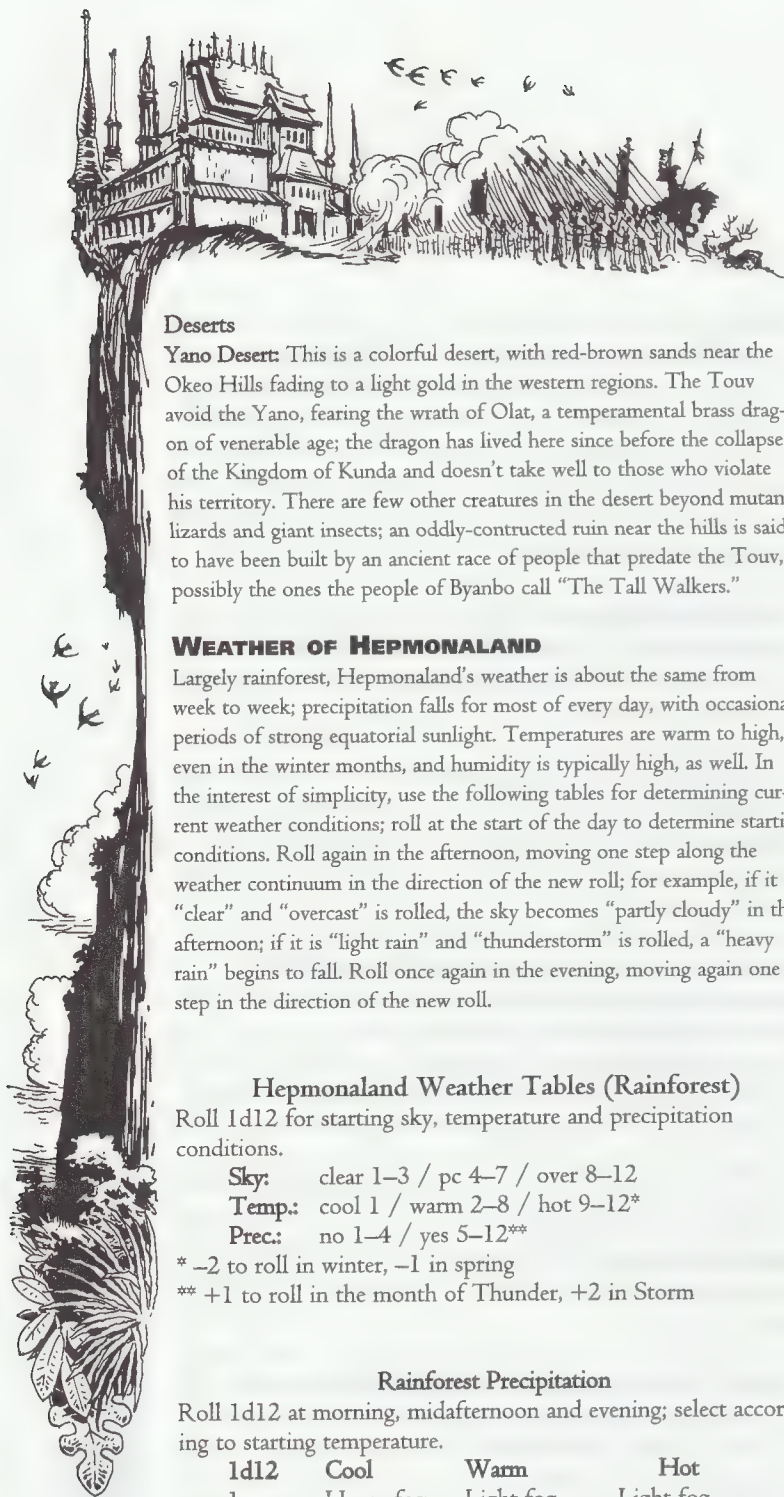 Deserts
Yano Desert: This is a colorful desert, with red-brown sands near the
Okeo Hills fading to a light gold in the western regions. The Touv
avoid the Yano, fearing the wrath of Olat, a temperamental brass drag-
on of venerable age; the dragon has lived here since before the collapse
of the Kingdom of Kunda and doesn't take well to those who violate
his territory. There are few other creatures in the desert beyond mutan
lizards and giant insects; an oddly-contructed ruin near the hills is said
to have been built by an ancient race of people that predate the Touv,
possibly the ones the people of Byanbo call "The Tall Walkers."
WEATHER OF HEPMONALAND
Largely rainforest, Hepmonaland's weather is about the same from
week to week; precipitation falls for most of every day, with occasiona
periods of strong equatorial sunlight. Temperatures are warm to high,
even in the winter months, and humidity is typically high, as well. In
the interest of simplicity, use the following tables for determining cur-
rent weather conditions; roll at the start of the day to determine starti
conditions. Roll again in the afternoon, moving one step along the
weather continuum in the direction of the new roll; for example, if it
"clear" and "overcast" is rolled, the sky becomes "partly cloudy" in th
afternoon; if it is "light rain" and "thunderstorm" is rolled, a "heavy
rain" begins to fall. Roll once again in the evening, moving again one
step in the direction of the new roll.
Hepmonaland Weather Tables (Rainforest)
Roll 1d12 for starting sky, temperature and precipitation
conditions.
Sky: clear 1–3 / pc 4–7 / over 8–12
Temp.: cool 1 / warm 2–8 / hot 9–12*
Prec.: no 1–4 / yes 5–12**
* –2 to roll in winter, –1 in spring
** +1 to roll in the month of Thunder, +2 in Storm
Rainforest Precipitation
Roll 1d12 at morning, midafternoon and evening; select accor
ing to starting temperature.
1d12 Cool Warm Hot
Light fog Light fog